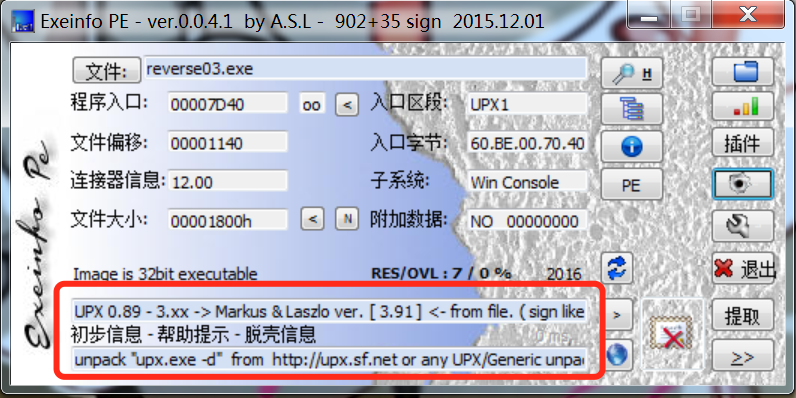 Exeinfo PE - ver.0.0.4.1 by A.S.L - 902+35 sign 2015.12.01
文件: reverse03.exe H
程序入口: 00007D40 oo < 入口区段: UPX1
文件偏移: 00001140 入口字节: 60.BE.00.70.40 插件
连接器信息: 12.00 子系统: Win Console PE
文件大小: 00001800h < N 附加数据: NO 00000000
Image is 32bit executable RES/OVL : 7 / 0 % 2016 退出
UPX 0.89 - 3.xx -> Markus & Laszlo ver. [ 3.91 ] <- from file. ( sign like > 提取
初步信息 - 帮助提示 - 脱壳信息
unpack "upx.exe -d" from http://upx.sf.net or any UPX/Generic >>
Exeinfo Pe